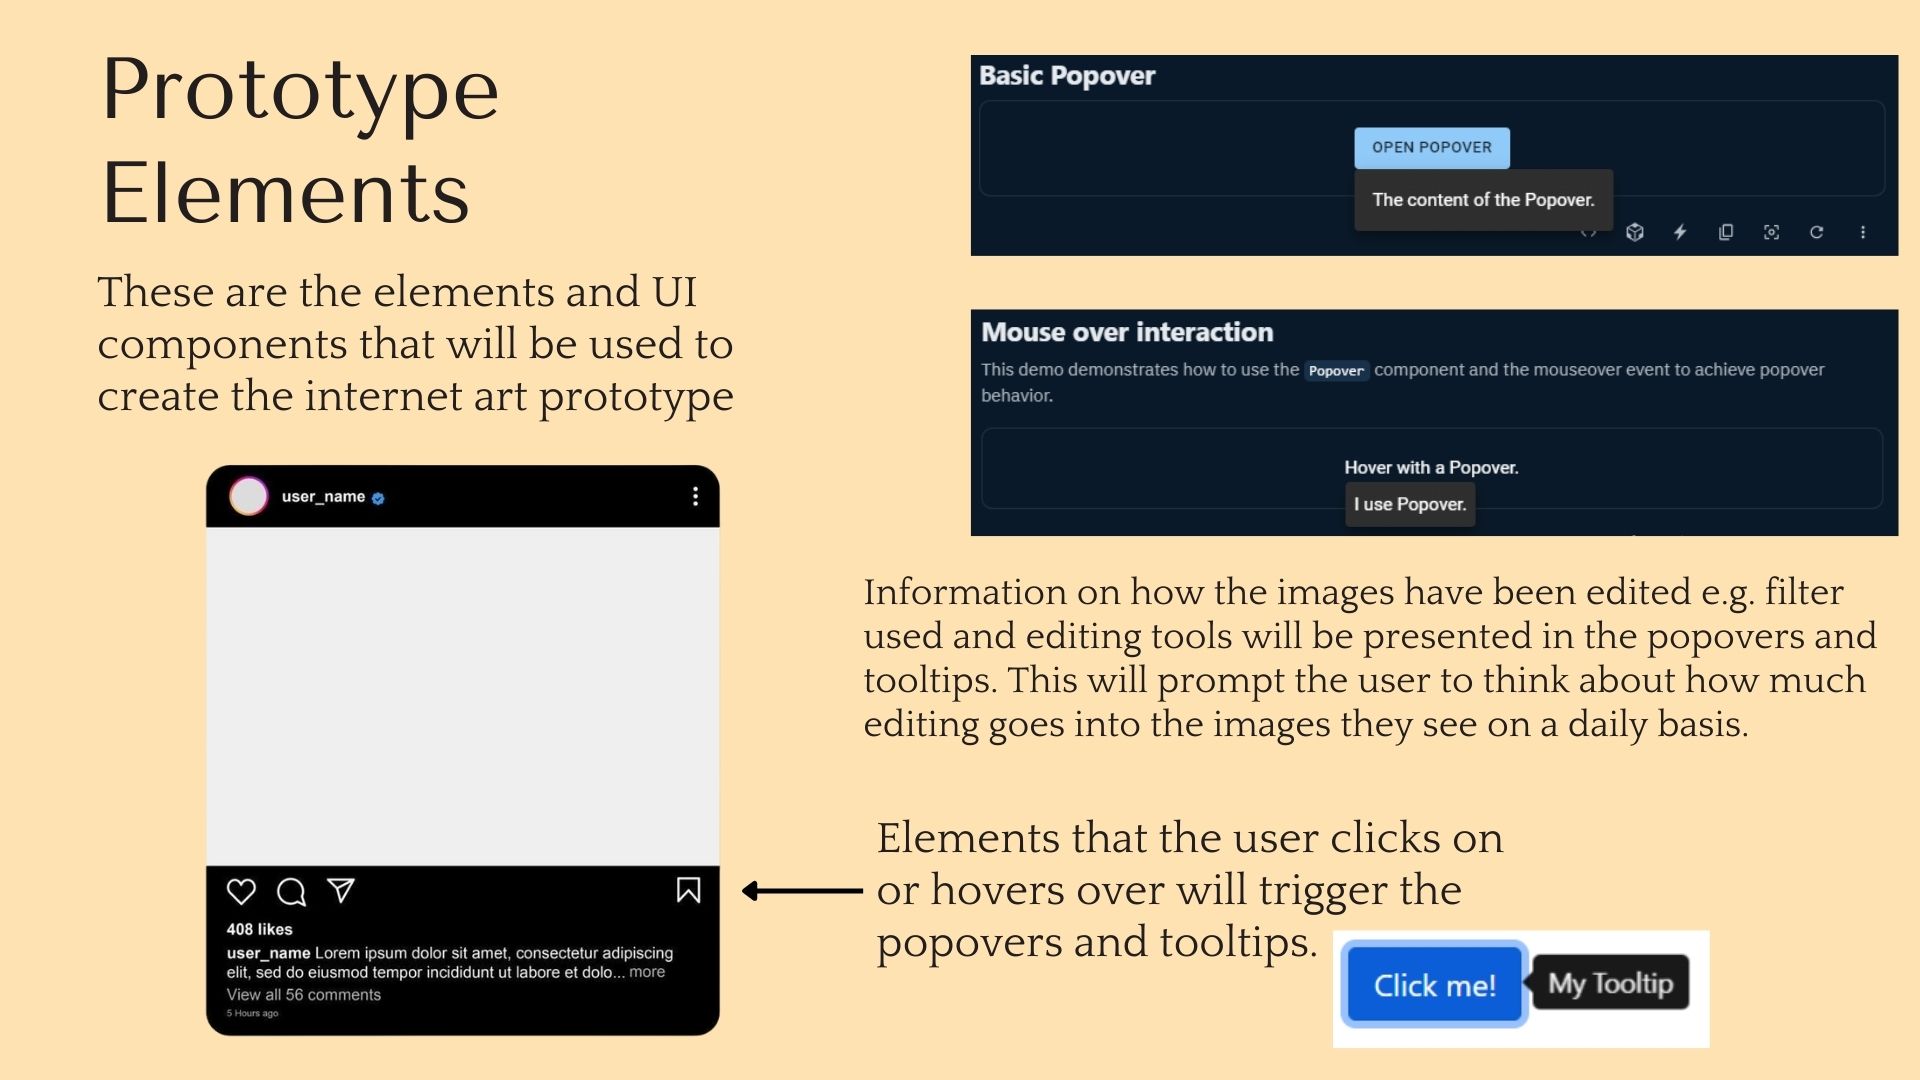 Prototype
Elements
These are the elements and UI
components that will be used to
create the internet art prototype
user_name
408 likes
user_name Lorem ipsum dolor sit amet, consectetur adipiscing
elit, sed do eiusmod tempor incididunt ut labore et dolo... more
View all 56 comments
5 Hours ago
Basic Popover
OPEN POPOVER
The content of the Popover.
Mouse over interaction
This demo demonstrates how to use the Popover component and the mouseover event to achieve popover
behavior.
Hover with a Popover.
I use Popover.
Information on how the images have been edited e.g. filter
used and editing tools will be presented in the popovers and
tooltips. This will prompt the user to think about how much
editing goes into the images they see on a daily basis.
Elements that the user clicks on
or hovers over will trigger the
popovers and tooltips.
Click me!
My Tooltip